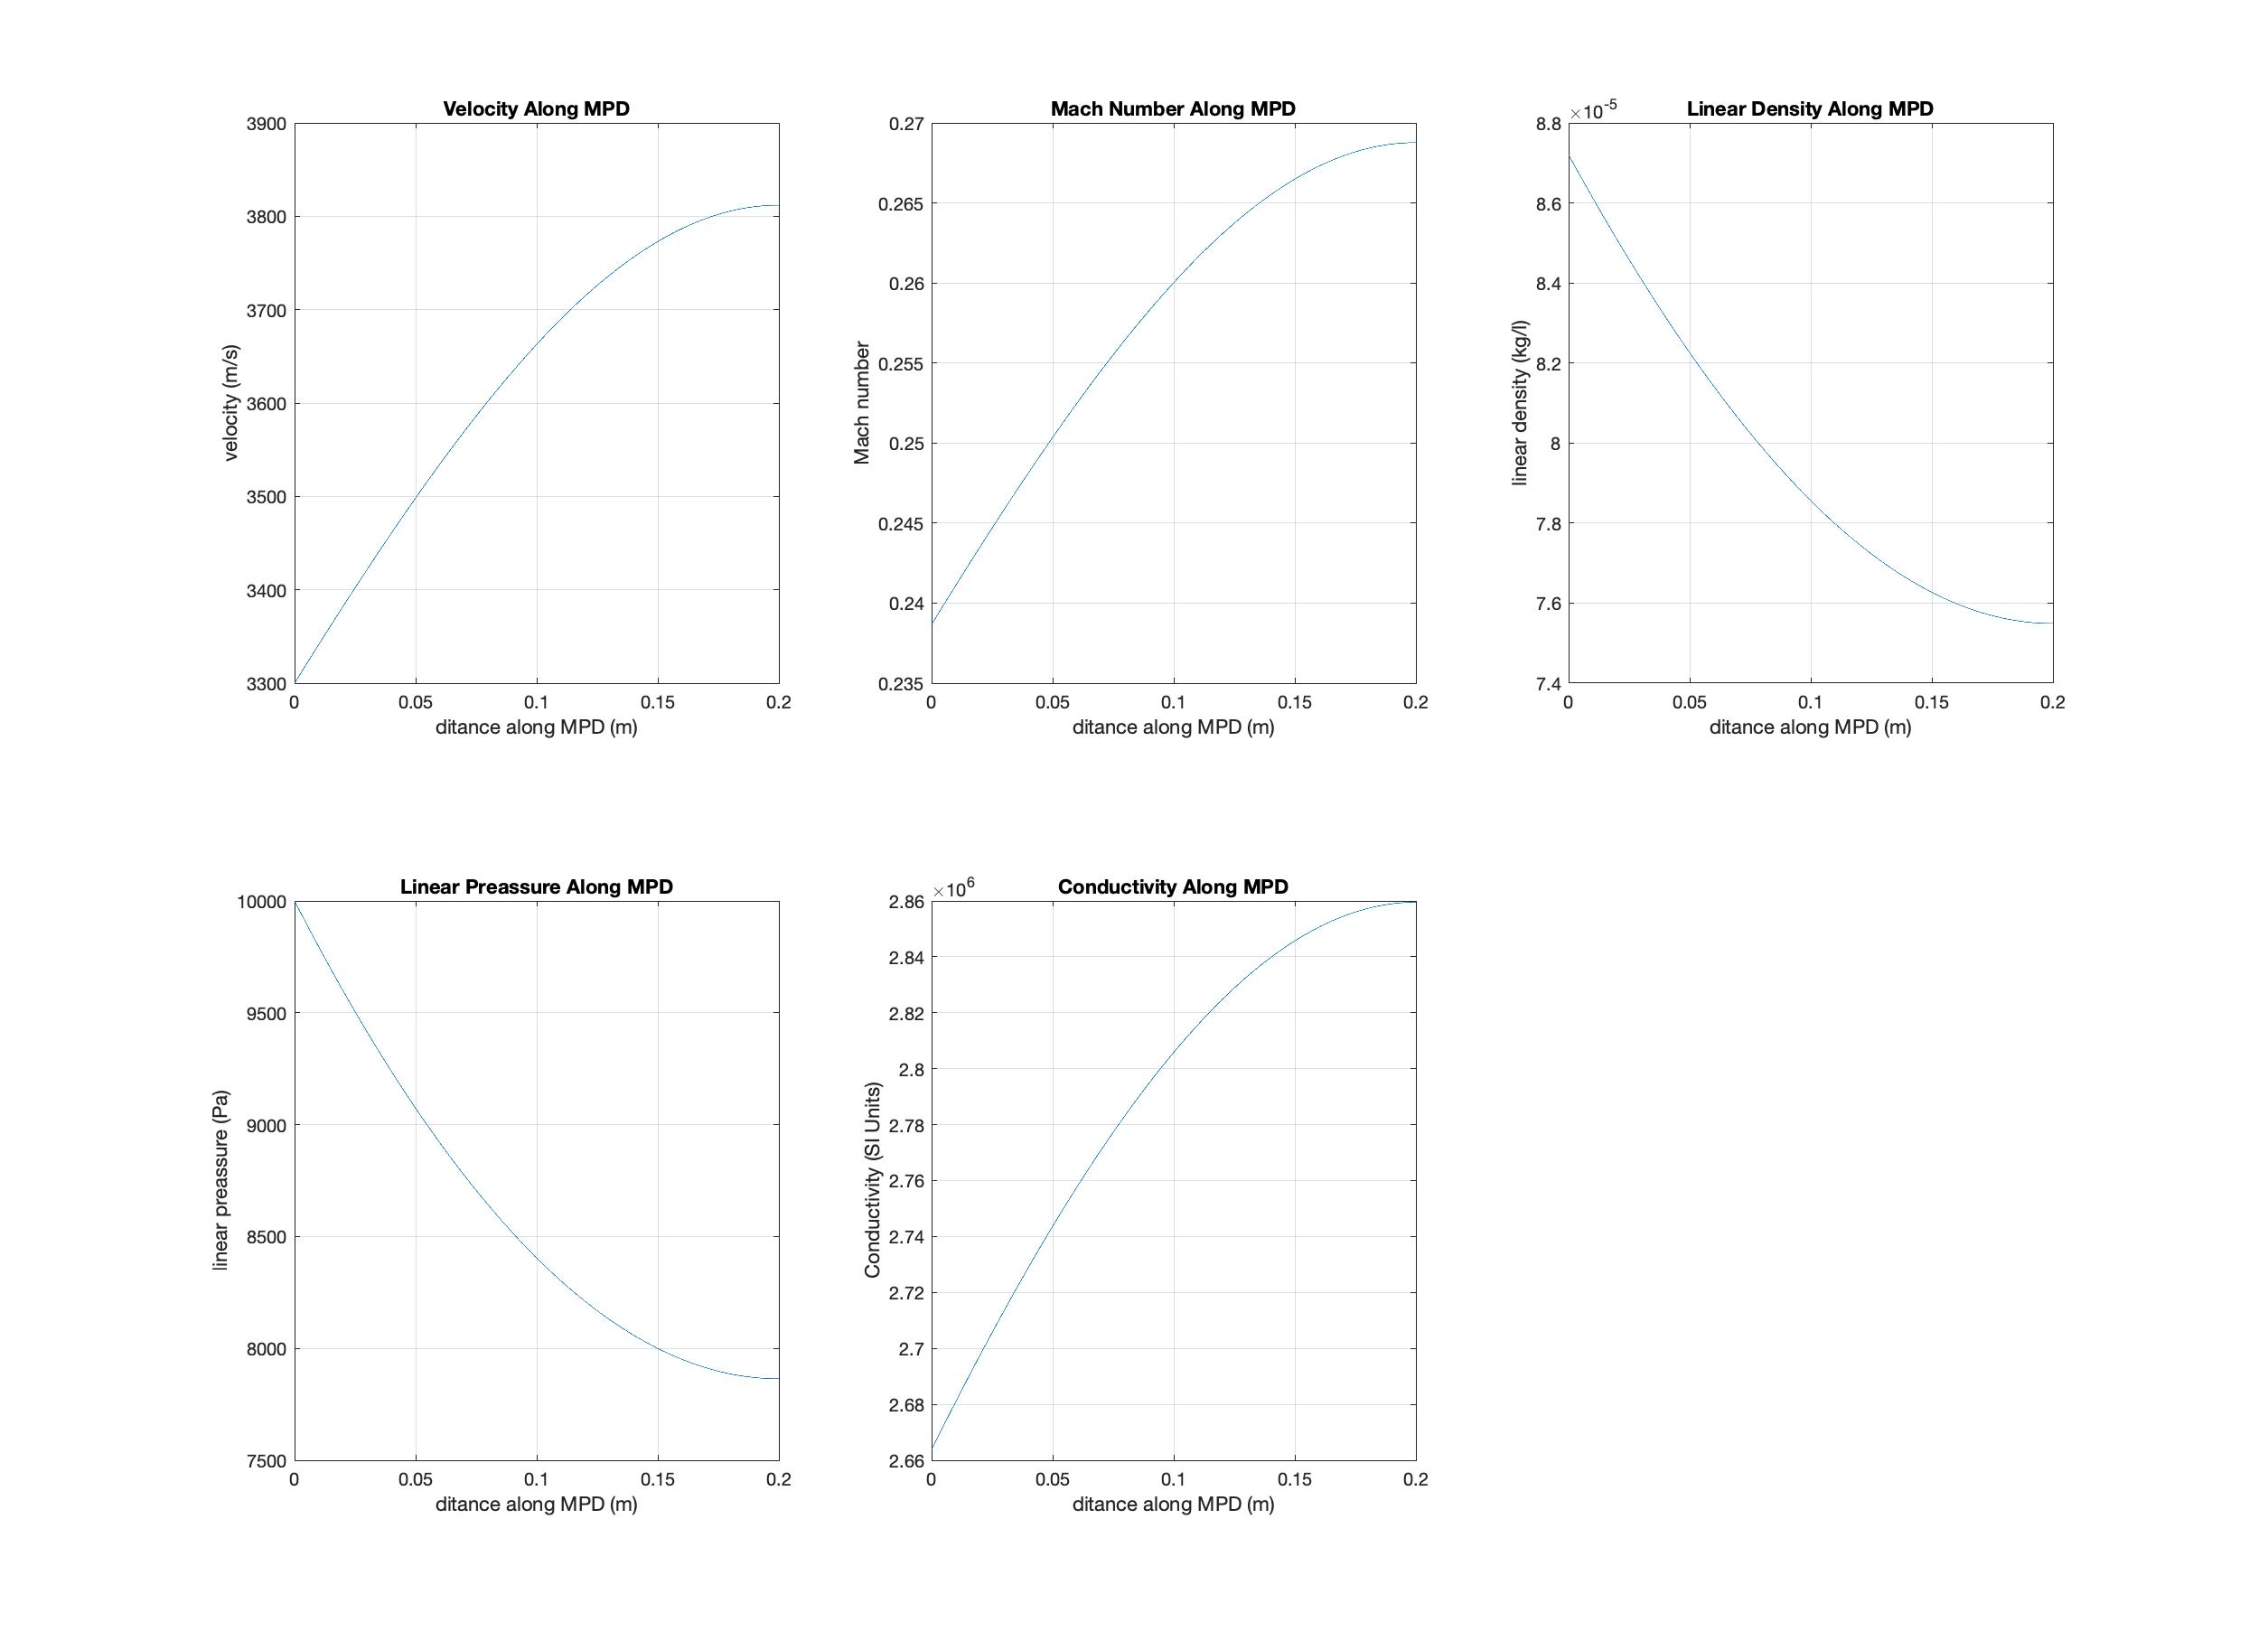 Velocity Along MPD
3900
3800
3700
3600
3500
3400
3300
velocity (m/s)
0 0.05 0.1 0.15 0.2
ditance along MPD (m)
Mach Number Along MPD
0.27
0.265
0.26
0.255
0.25
0.245
0.24
0.235
Mach number
0 0.05 0.1 0.15 0.2
ditance along MPD (m)
×10-5
Linear Density Along MPD
8.8
8.6
8.4
8.2
8
7.8
7.6
7.4
linear density (kg/l)
0 0.05 0.1 0.15 0.2
ditance along MPD (m)
Linear Preassure Along MPD
10000
9500
9000
8500
8000
7500
linear preassure (Pa)
0 0.05 0.1 0.15 0.2
ditance along MPD (m)
×106
Conductivity Along MPD
2.86
2.84
2.82
2.8
2.78
2.76
2.74
2.72
2.7
2.68
2.66
Conductivity (SI Units)
0 0.05 0.1 0.15 0.2
ditance along MPD (m)